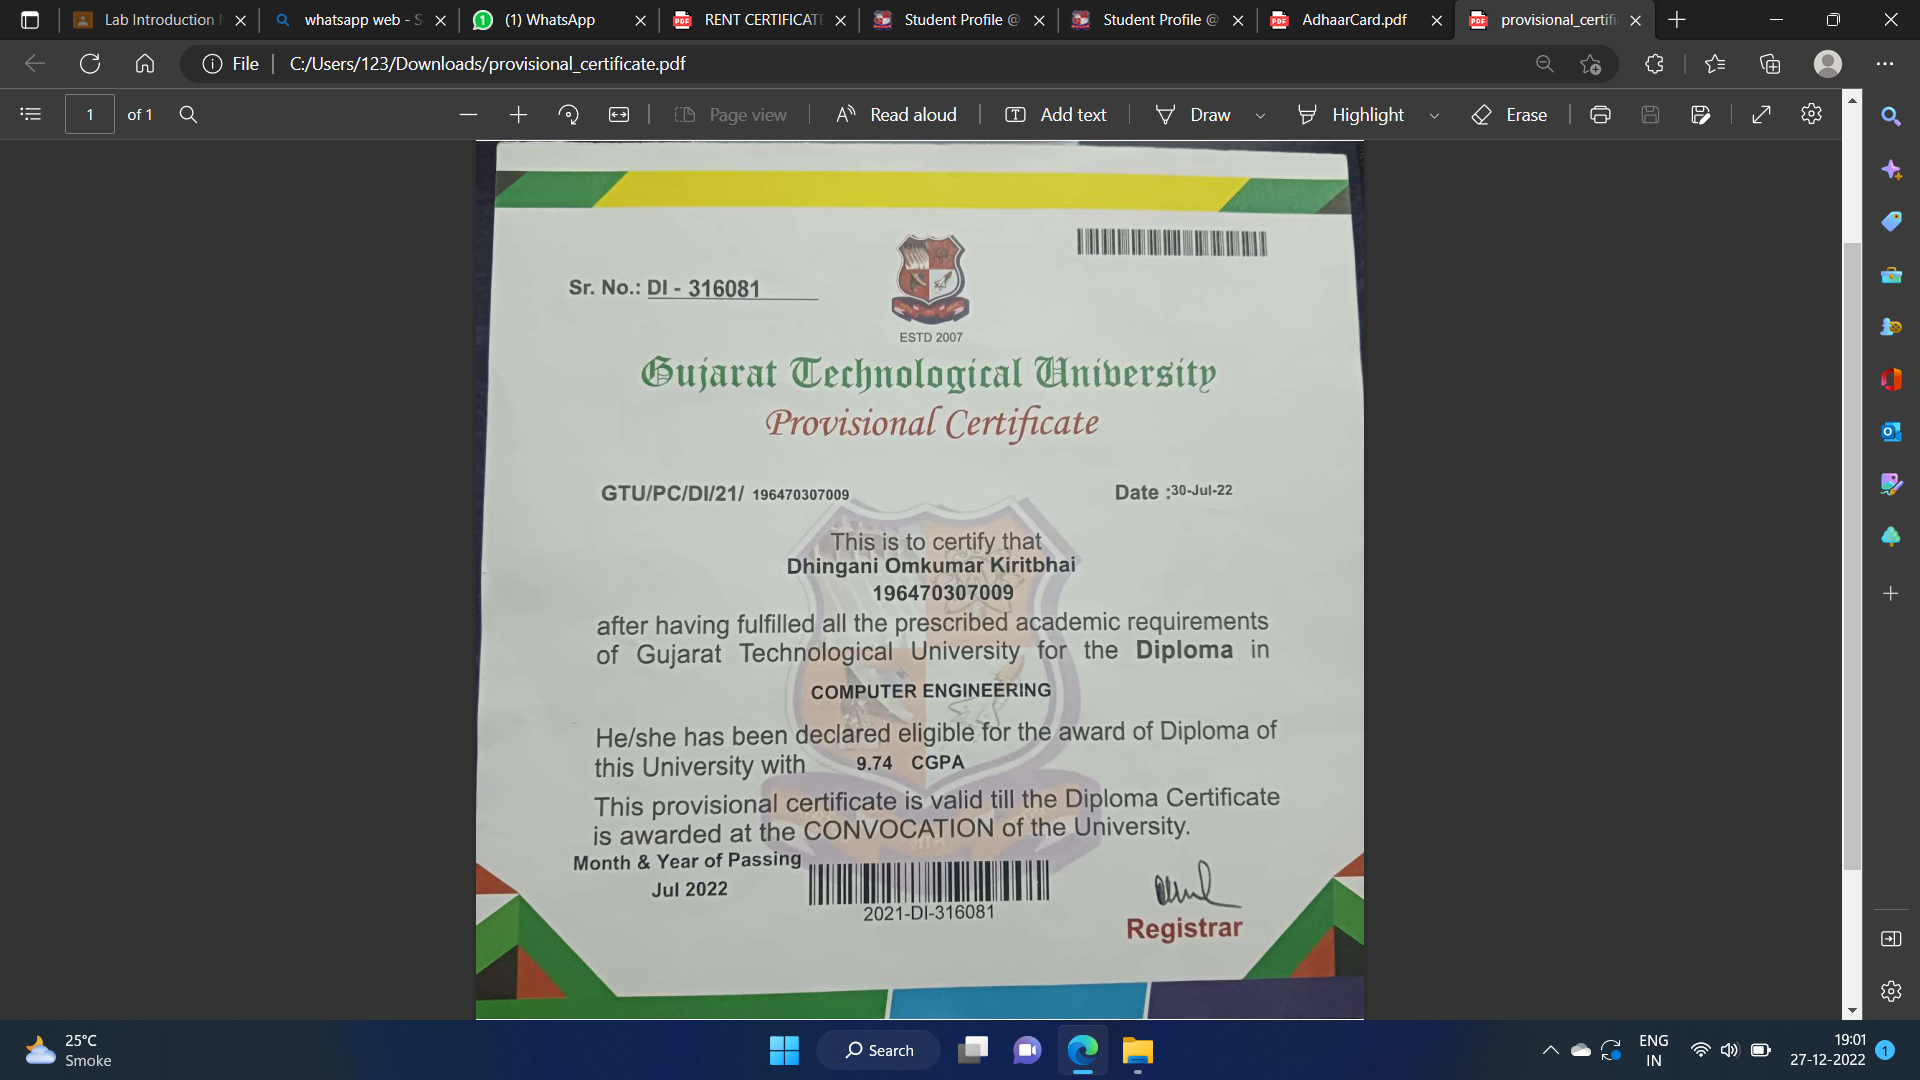 Lab Introduction
whatsapp web - S
(1) WhatsApp
RENT CERTIFICATE
Student Profile @
Student Profile @
AdhaarCard.pdf
provisional_certifi
File
C:/Users/123/Downloads/provisional_certificate.pdf
1 of 1
Page view
Read aloud
Add text
Draw
Highlight
Erase
Sr. No.: DI - 316081
ESTD 2007
Gujarat Technological University
Provisional Certificate
GTU/PC/DI/21/ 196470307009
Date :30-Jul-22
This is to certify that
Dhingani Omkumar Kiritbhai
196470307009
after having fulfilled all the prescribed academic requirements
of Gujarat Technological University for the Diploma in
COMPUTER ENGINEERING
He/she has been declared eligible for the award of Diploma of
this University with 9.74 CGPA
This provisional certificate is valid till the Diploma Certificate
is awarded at the CONVOCATION of the University.
Month & Year of Passing
Jul 2022
2021-DI-316081
Registrar
25°C
Smoke
Search
ENG
IN
19:01
27-12-2022
1